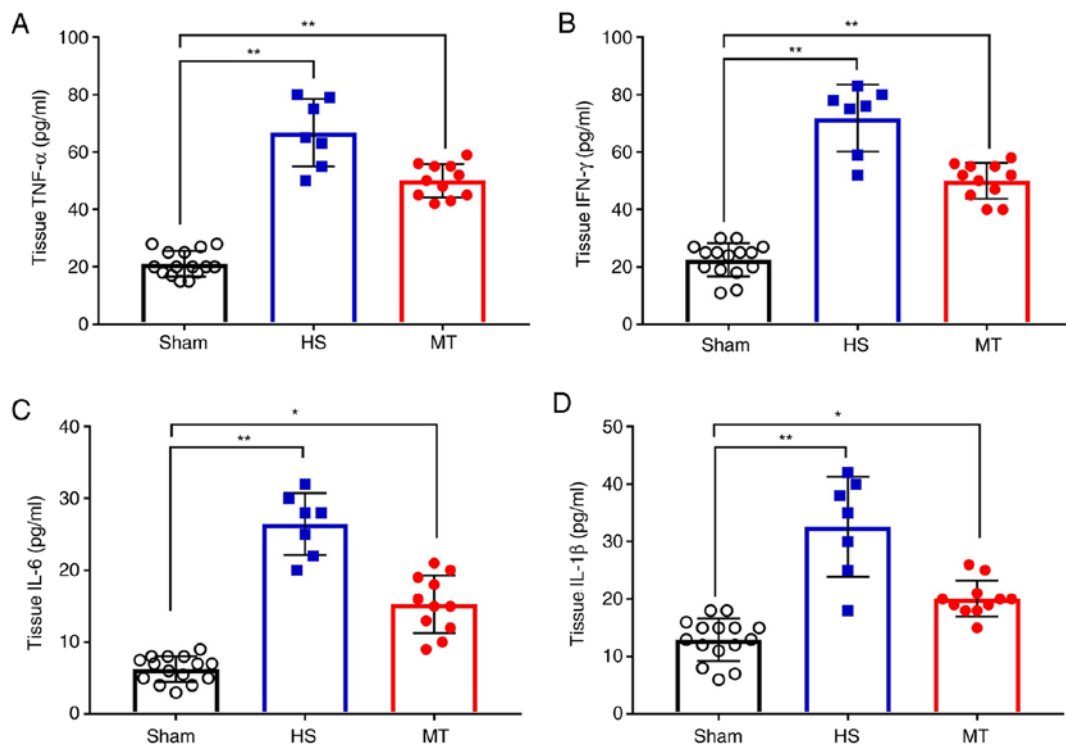 A
Tissue TNF-α (pg/ml)
100
80
60
40
20
0
**
**
Sham HS MT
B
Tissue IFN-γ (pg/ml)
100
80
60
40
20
0
**
**
Sham HS MT
C
Tissue IL-6 (pg/ml)
40
30
20
10
0
*
**
Sham HS MT
D
Tissue IL-1β (pg/ml)
50
40
30
20
10
0
*
**
Sham HS MT